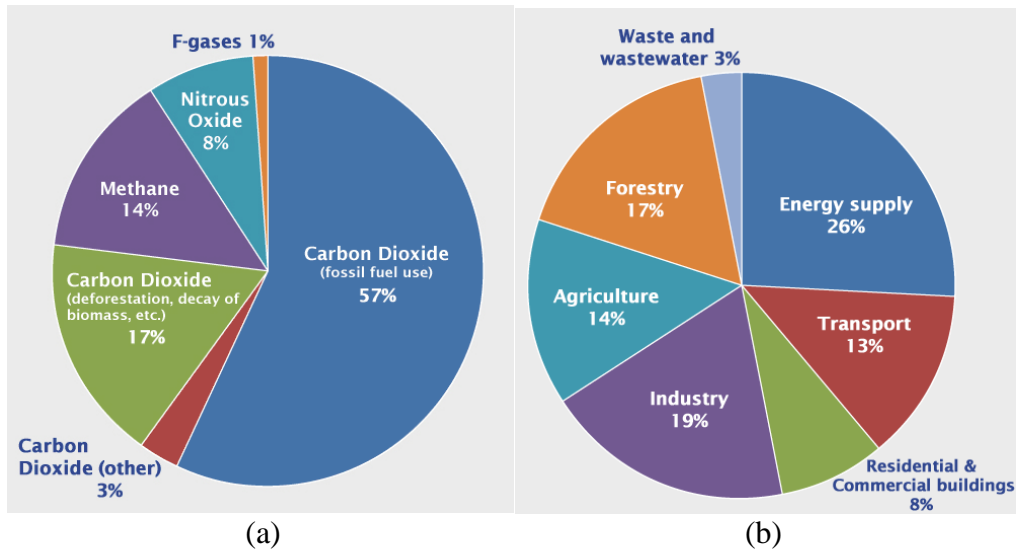 F-gases 1%
Nitrous
Oxide
8%
Methane
14%
Carbon Dioxide
(fossil fuel use)
57%
Carbon Dioxide
(deforestation, decay of
biomass, etc.)
17%
Carbon
Dioxide (other)
3%
(a)
Waste and
wastewater 3%
Forestry
17%
Energy supply
26%
Agriculture
14%
Transport
13%
Industry
19%
Residential &
Commercial buildings
8%
(b)